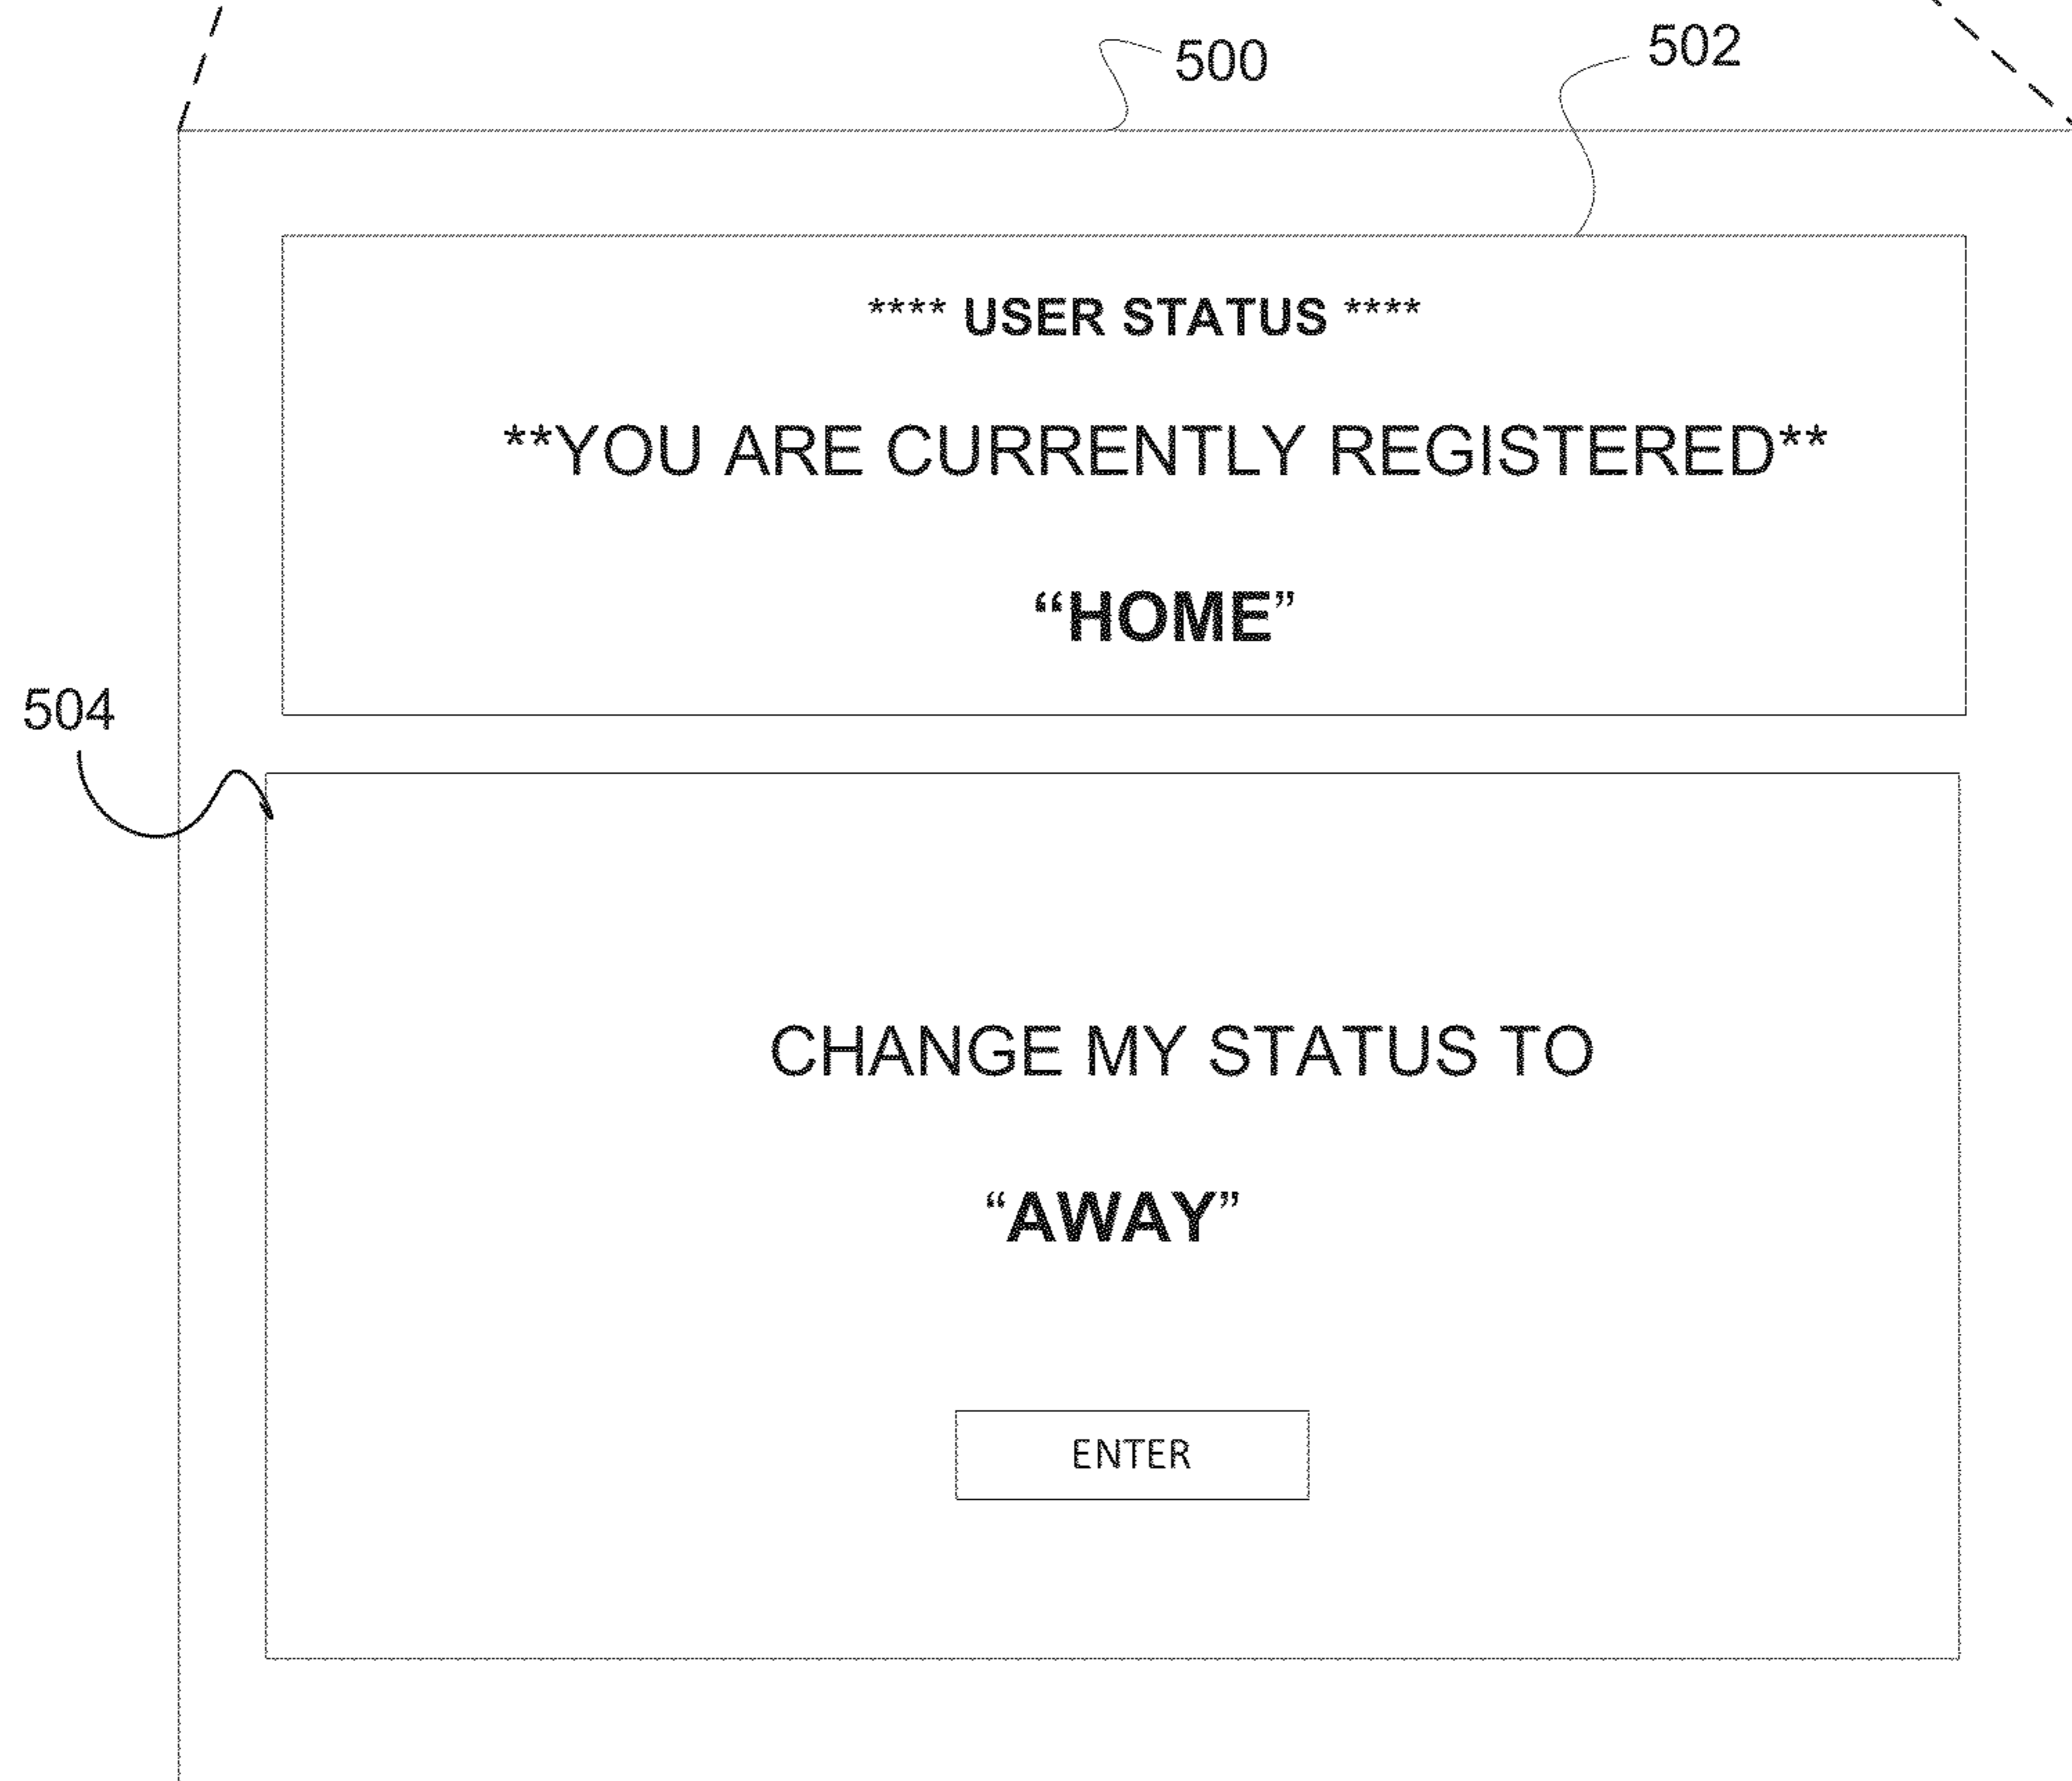 500
502
**** USER STATUS ****
**YOU ARE CURRENTLY REGISTERED**
“HOME”
504
CHANGE MY STATUS TO
“AWAY”
ENTER